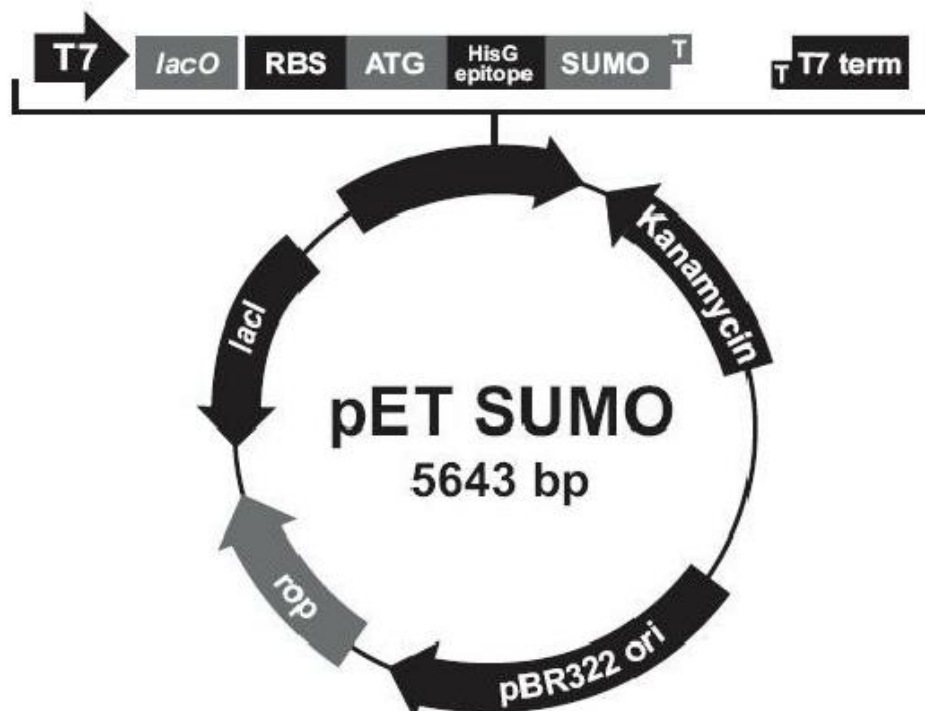 T7 lacO RBS ATG HisG epitope SUMO T T T7 term
Kanamycin
lacI
pET SUMO
5643 bp
rop
pBR322 ori